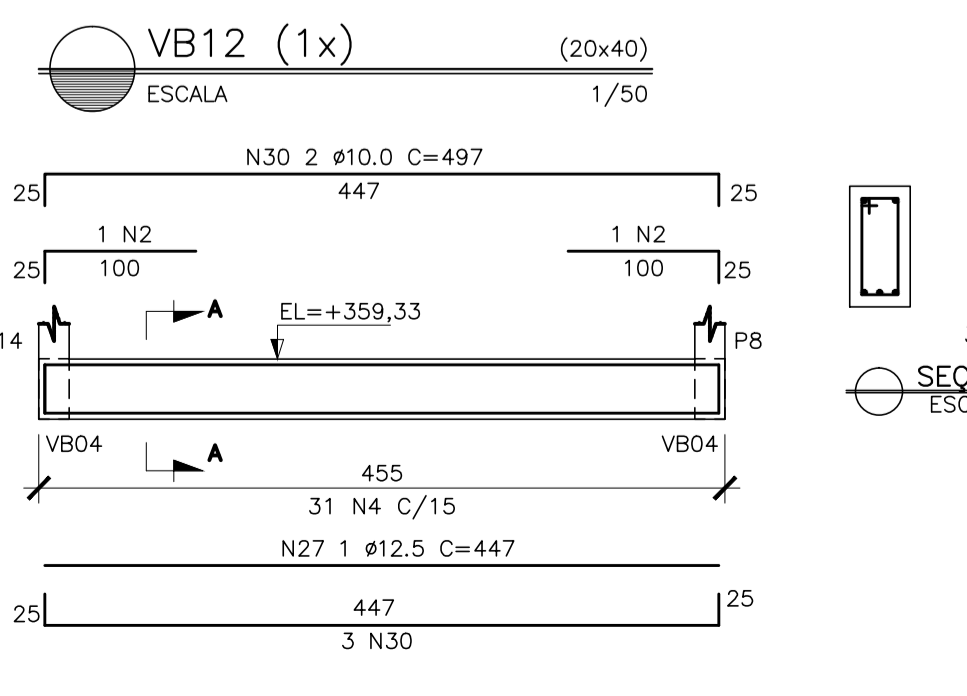 VB12 (1x) (20x40)
ESCALA 1/50
N30 2 ø10.0 C=497
25 447 25
1 N2 1 N2
25 100 100 25
A
EL=+359,33
14 P8
VB04 VB04
A
455
31 N4 C/15
N27 1 ø12.5 C=447
25 447 25
3 N30
SEÇ
ESC